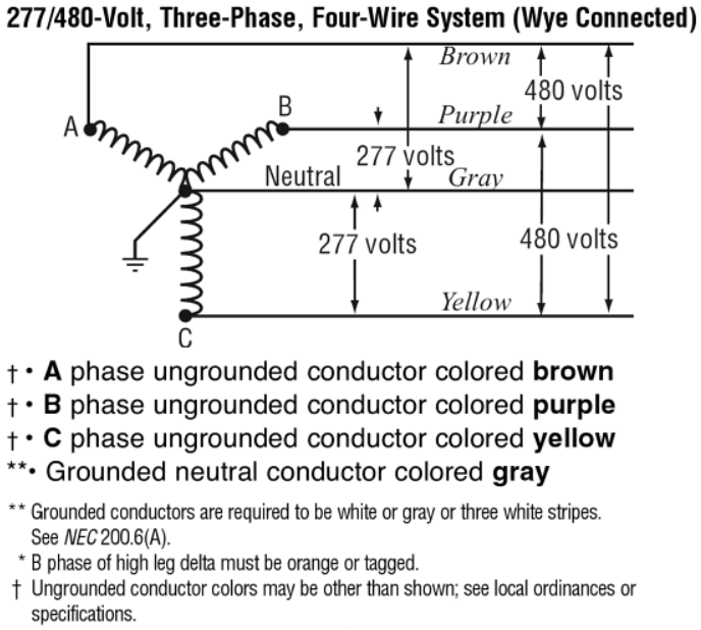 277/480-Volt, Three-Phase, Four-Wire System (Wye Connected)
Brown
480 volts
B
A
Purple
277 volts
Neutral
Gray
277 volts
480 volts
Yellow
C
† • A phase ungrounded conductor colored brown
† • B phase ungrounded conductor colored purple
† • C phase ungrounded conductor colored yellow
**• Grounded neutral conductor colored gray
** Grounded conductors are required to be white or gray or three white stripes.
See NEC 200.6(A).
* B phase of high leg delta must be orange or tagged.
† Ungrounded conductor colors may be other than shown; see local ordinances or
specifications.